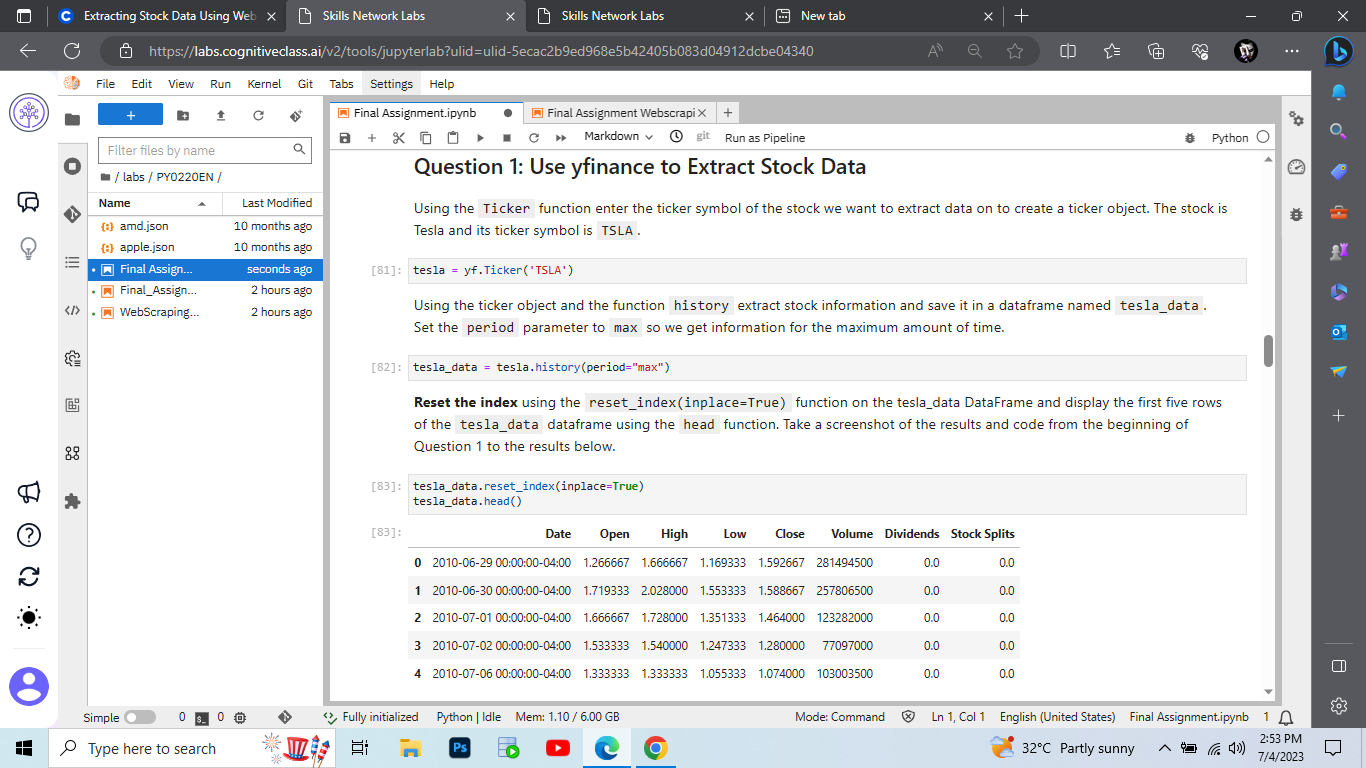 Extracting Stock Data Using Web
Skills Network Labs
Skills Network Labs
New tab
https://labs.cognitiveclass.ai/v2/tools/jupyterlab?ulid=ulid-5ecac2b9ed968e5b42405b083d04912dcbe04340
File Edit View Run Kernel Git Tabs Settings Help
Final Assignment.ipynb
Final Assignment Webscrapi
Markdown
git
Run as Pipeline
Python
Filter files by name
/ labs / PY0220EN /
Name Last Modified
amd.json 10 months ago
apple.json 10 months ago
Final Assign... seconds ago
Final_Assign... 2 hours ago
WebScraping... 2 hours ago
Question 1: Use yfinance to Extract Stock Data
Using the Ticker function enter the ticker symbol of the stock we want to extract data on to create a ticker object. The stock is
Tesla and its ticker symbol is TSLA.
[81]: tesla = yf.Ticker('TSLA')
Using the ticker object and the function history extract stock information and save it in a dataframe named tesla_data.
Set the period parameter to max so we get information for the maximum amount of time.
[82]: tesla_data = tesla.history(period="max")
Reset the index using the reset_index(inplace=True) function on the tesla_data DataFrame and display the first five rows
of the tesla_data dataframe using the head function. Take a screenshot of the results and code from the beginning of
Question 1 to the results below.
[83]: tesla_data.reset_index(inplace=True)
tesla_data.head()
[83]: Date Open High Low Close Volume Dividends Stock Splits
0 2010-06-29 00:00:00-04:00 1.266667 1.666667 1.169333 1.592667 281494500 0.0 0.0
1 2010-06-30 00:00:00-04:00 1.719333 2.028000 1.553333 1.588667 257806500 0.0 0.0
2 2010-07-01 00:00:00-04:00 1.666667 1.728000 1.351333 1.464000 123282000 0.0 0.0
3 2010-07-02 00:00:00-04:00 1.533333 1.540000 1.247333 1.280000 77097000 0.0 0.0
4 2010-07-06 00:00:00-04:00 1.333333 1.333333 1.055333 1.074000 103003500 0.0 0.0
Simple 0 0 Fully initialized Python | Idle Mem: 1.10 / 6.00 GB Mode: Command Ln 1, Col 1 English (United States) Final Assignment.ipynb 1
Type here to search
Ps
32°C Partly sunny
2:53 PM
7/4/2023